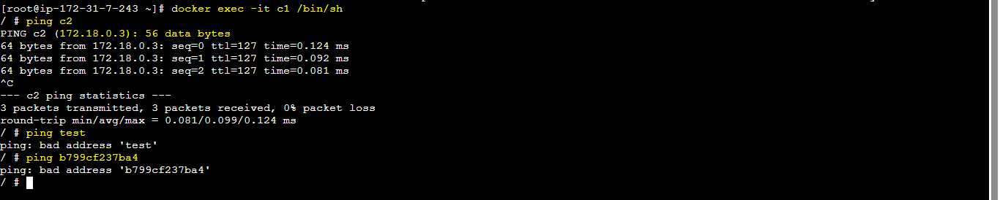 [root@ip-172-31-7-243 ~]# docker exec -it c1 /bin/sh
/ # ping c2
PING c2 (172.18.0.3): 56 data bytes
64 bytes from 172.18.0.3: seq=0 ttl=127 time=0.124 ms
64 bytes from 172.18.0.3: seq=1 ttl=127 time=0.092 ms
64 bytes from 172.18.0.3: seq=2 ttl=127 time=0.081 ms
^C
--- c2 ping statistics ---
3 packets transmitted, 3 packets received, 0% packet loss
round-trip min/avg/max = 0.081/0.099/0.124 ms
/ # ping test
ping: bad address 'test'
/ # ping b799cf237ba4
ping: bad address 'b799cf237ba4'
/ #